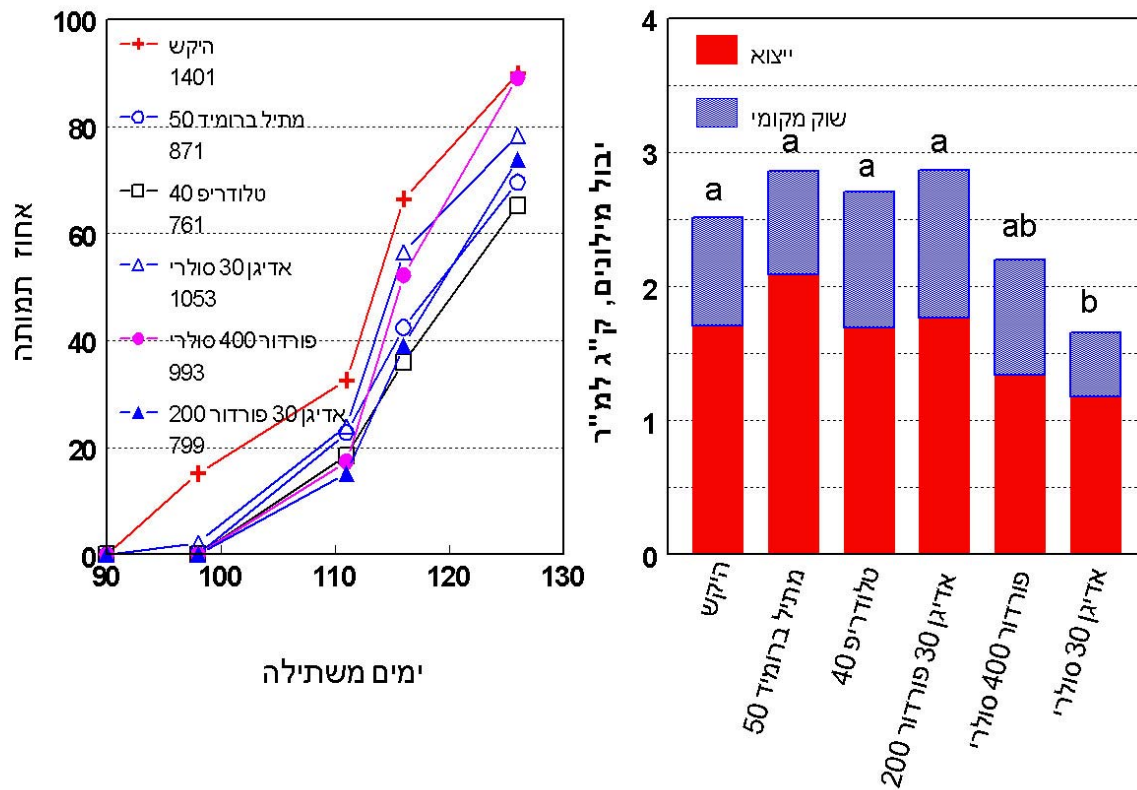 100
80
60
40
20
0
אחוז תמותה
היקש
1401
מתיל ברומיד 50
871
טלודריפ 40
761
אדיגן 30 סולרי
1053
פורדור 400 סולרי
993
אדיגן 30 פורדור 200
799
90 100 110 120 130
ימים משתילה
4
3
2
1
0
יבול מילונים, ק"ג למ"ר
ייצוא
שוק מקומי
a a a a ab b
היקש
מתיל ברומיד 50
טלודריפ 40
אדיגן 30 פורדור 200
פורדור 400 סולרי
אדיגן 30 סולרי